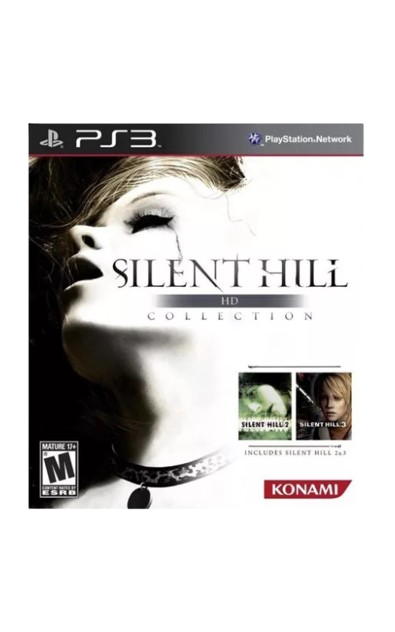 PS3
PlayStation®Network
SILENT HILL
HD
COLLECTION
SILENT HILL 2
SILENT HILL 3
INCLUDES SILENT HILL 2&3
MATURE 17+
M
CONTENT RATED BY
ESRB
KONAMI